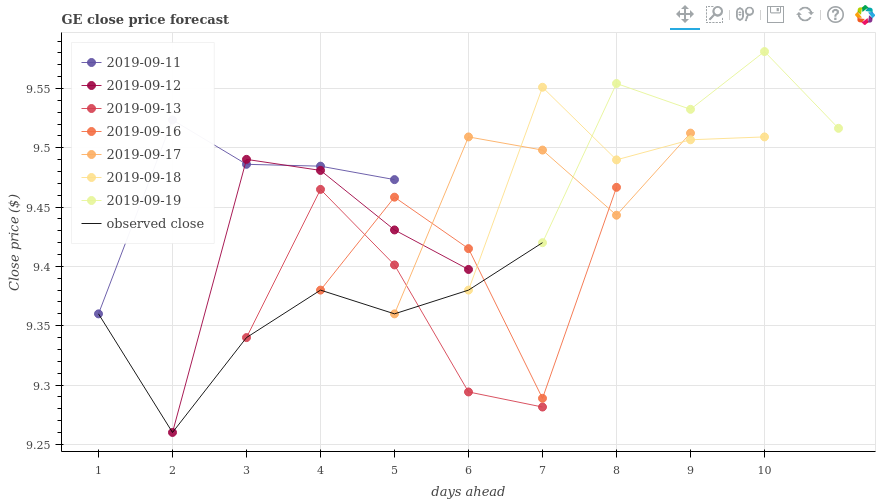 GE close price forecast
2019-09-11
2019-09-12
2019-09-13
2019-09-16
2019-09-17
2019-09-18
2019-09-19
observed close
Close price ($)
9.55
9.5
9.45
9.4
9.35
9.3
9.25
1 2 3 4 5 6 7 8 9 10
days ahead